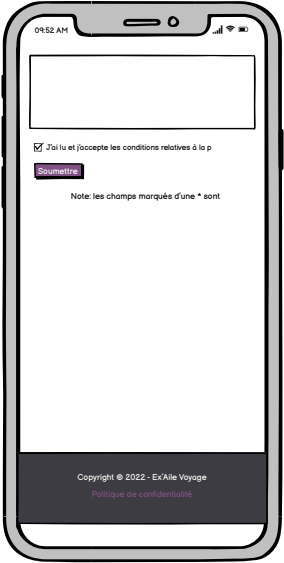 09:52 AM
J'ai lu et j'accepte les conditions relatives à la p
Soumettre
Note: les champs marqués d'une * sont
Copyright © 2022 - Ex'Aile Voyage
Politique de confidentialité